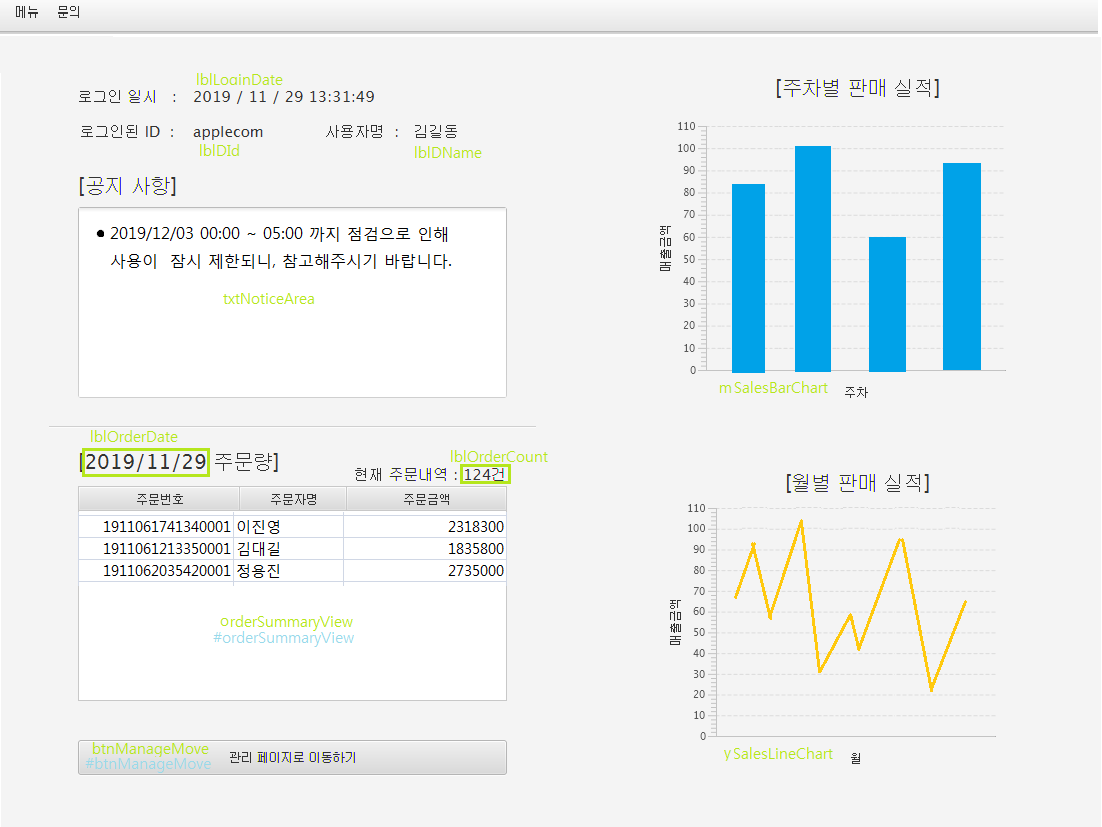 메뉴 문의
lblLoginDate
로그인 일시 : 2019 / 11 / 29 13:31:49
로그인된 ID : applecom 사용자명 : 김길동
lblDId lblDName
[공지 사항]
● 2019/12/03 00:00 ~ 05:00 까지 점검으로 인해
사용이 잠시 제한되니, 참고해주시기 바랍니다.
txtNoticeArea
lblOrderDate
[2019/11/29 주문량]
lblOrderCount
현재 주문내역 : 124건
주문번호 주문자명 주문금액
1911061741340001 이진영 2318300
1911061213350001 김대길 1835800
1911062035420001 정용진 2735000
orderSummaryView
#orderSummaryView
btnManageMove
#btnManageMove
관리 페이지로 이동하기
[주차별 판매 실적]
110
100
90
80
70
60
50
40
30
20
10
0
매출금액
mSalesBarChart 주차
[월별 판매 실적]
110
100
90
80
70
60
50
40
30
20
10
0
매출금액
ySalesLineChart 월